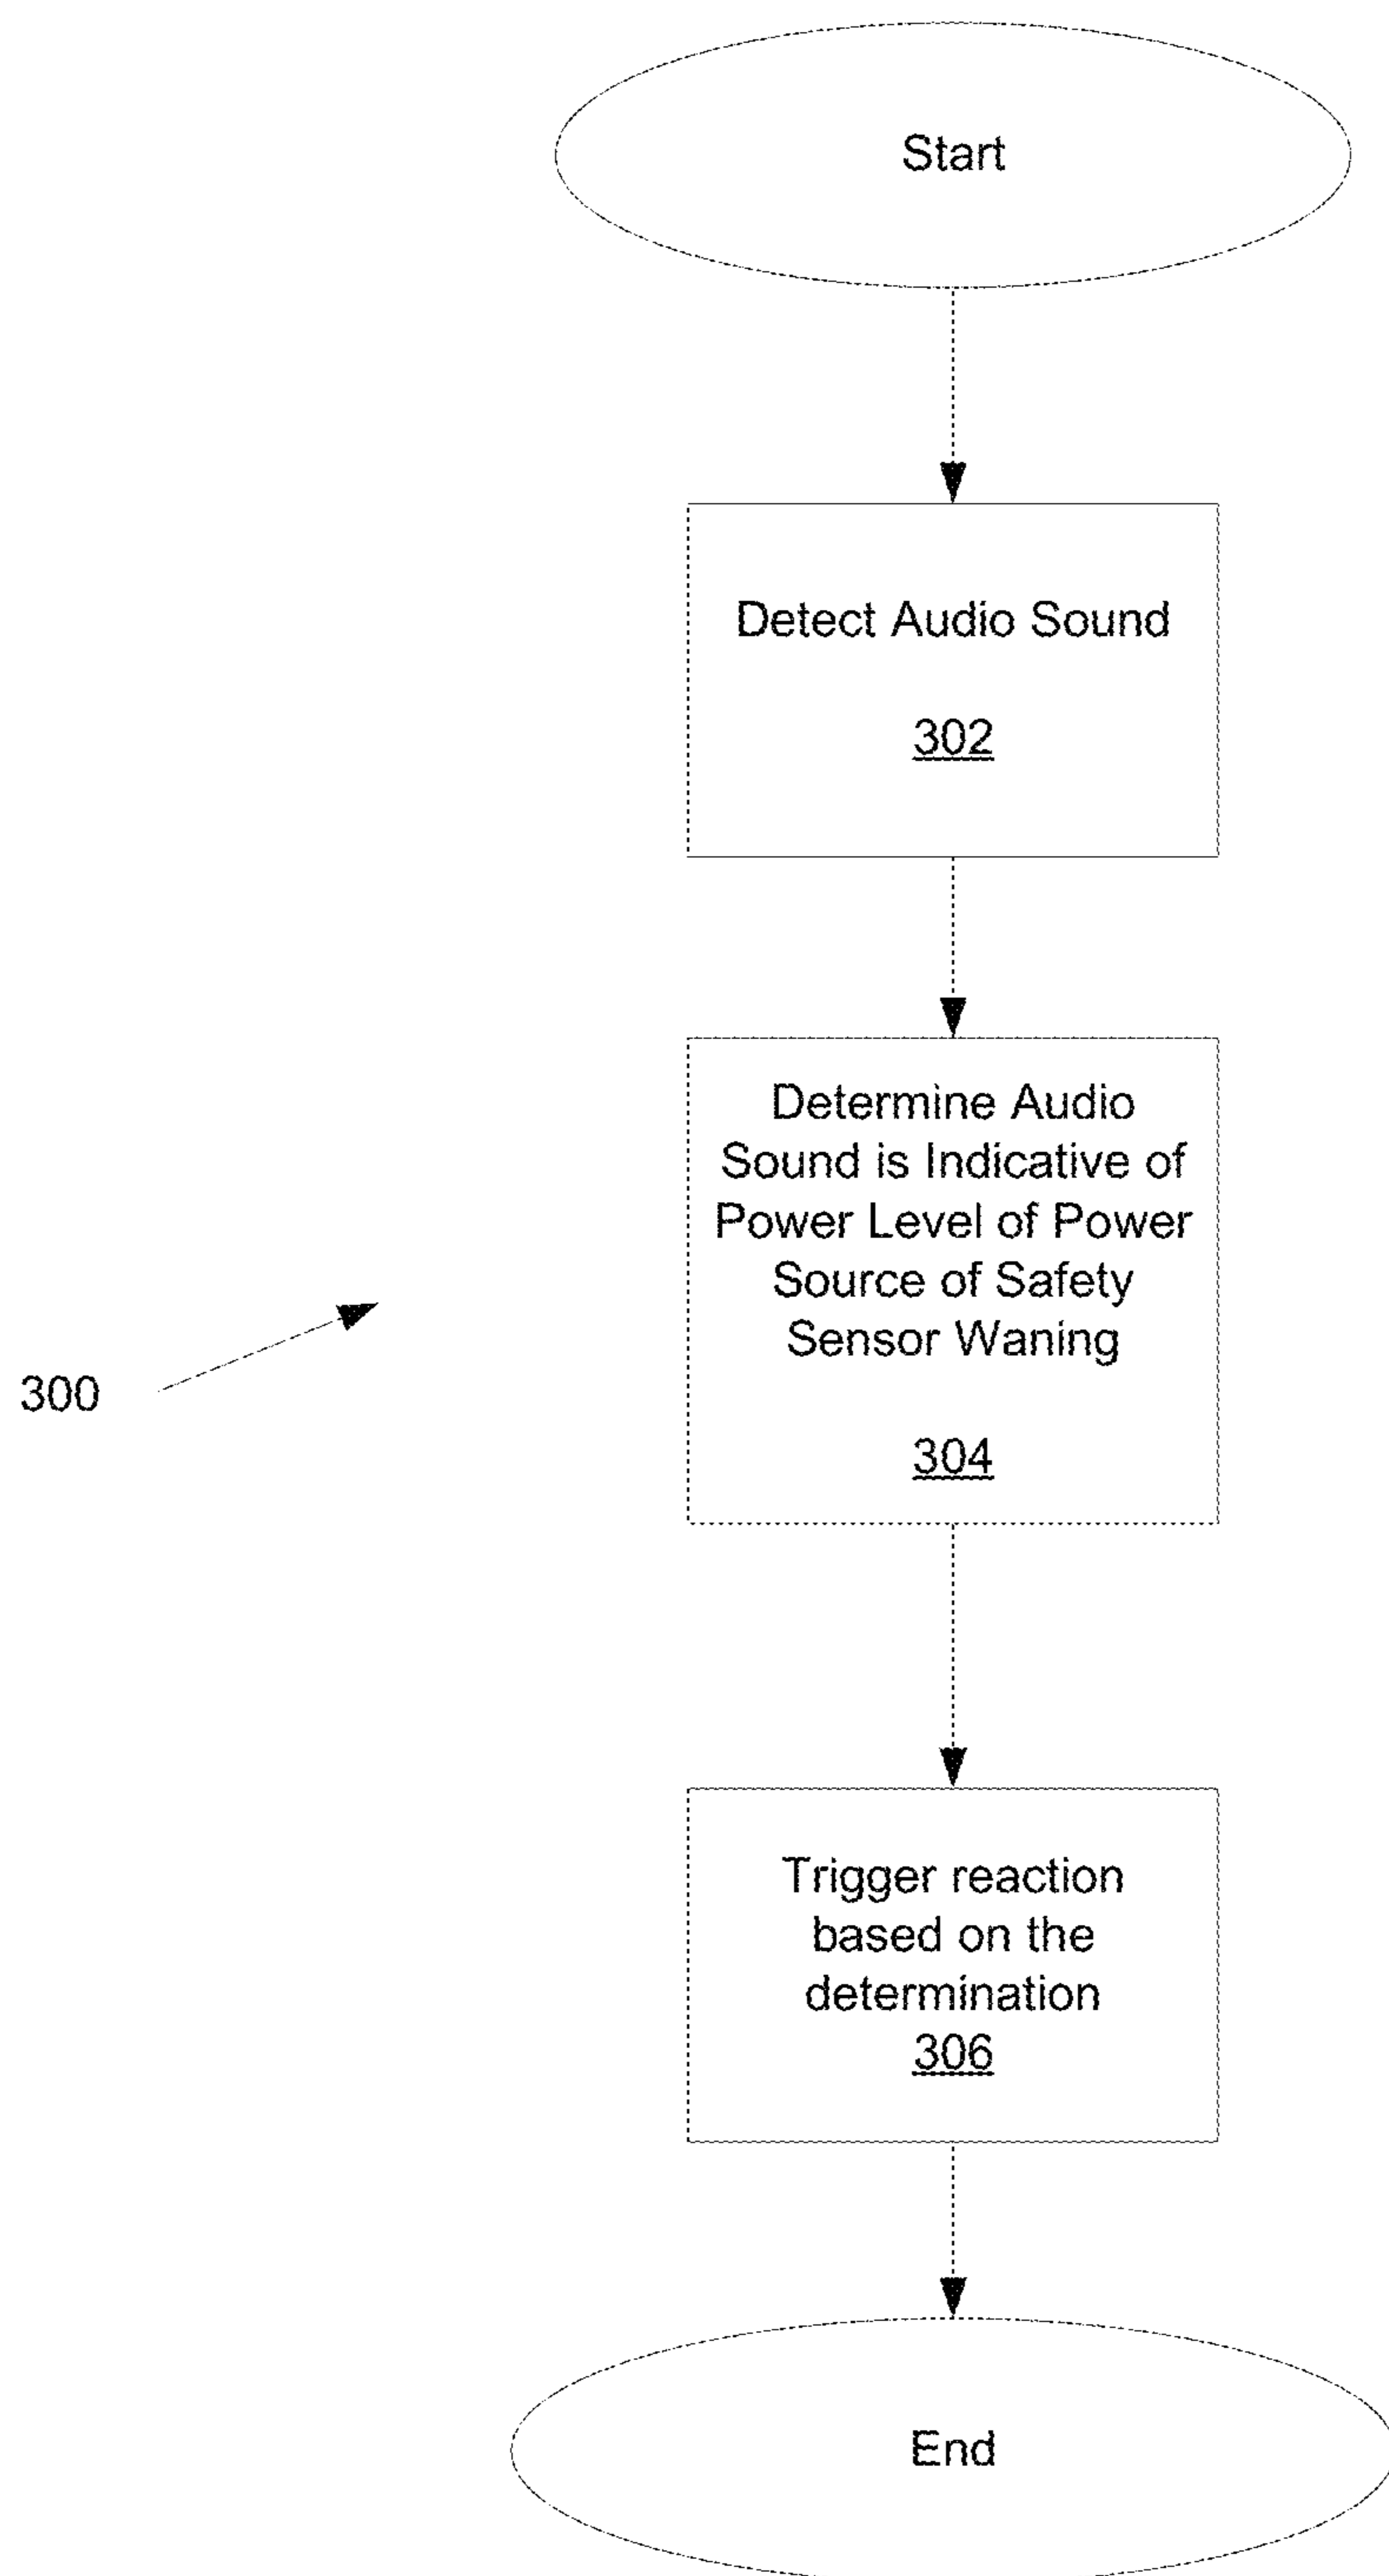 Start
Detect Audio Sound
302
Determine Audio
Sound is Indicative of
Power Level of Power
Source of Safety
Sensor Waning
304
300
Trigger reaction
based on the
determination
306
End